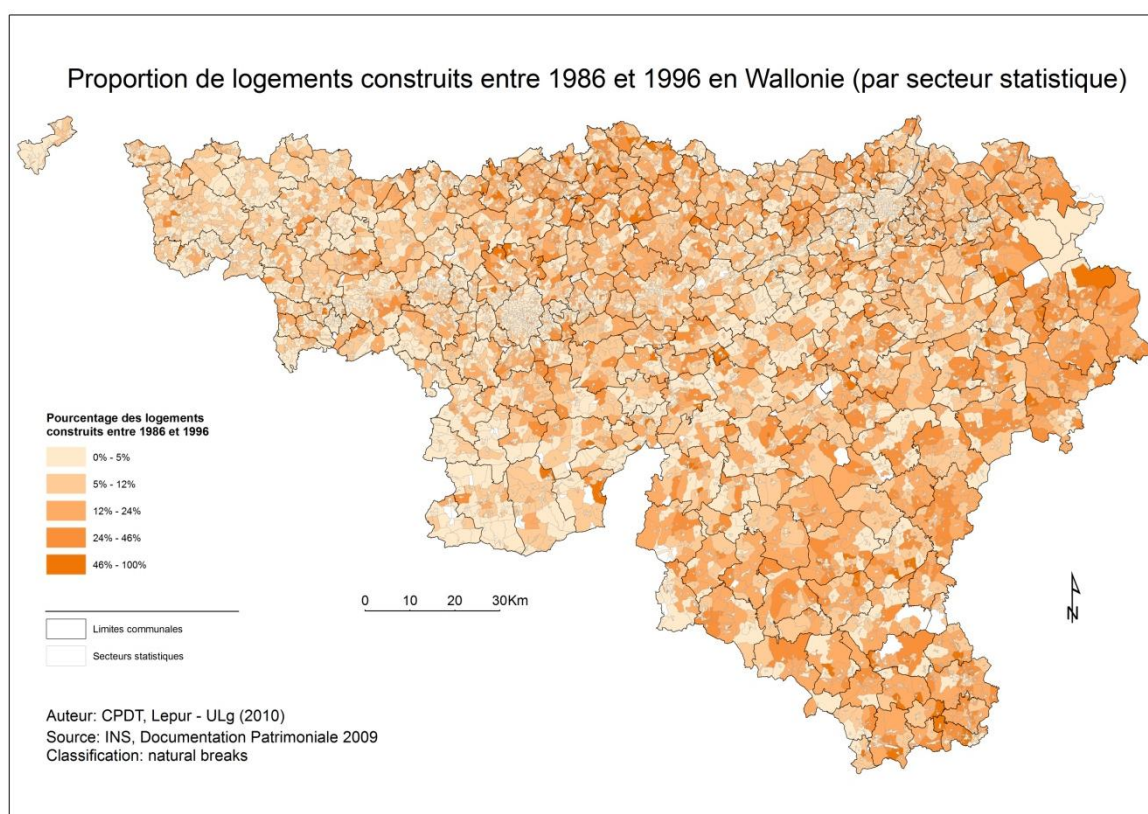 Proportion de logements construits entre 1986 et 1996 en Wallonie (par secteur statistique)
Pourcentage des logements
construits entre 1986 et 1996
0% - 5%
5% - 12%
12% - 24%
24% - 46%
46% - 100%
0 10 20 30Km
Limites communales
Secteurs statistiques
N
Auteur: CPDT, Lepur - ULg (2010)
Source: INS, Documentation Patrimoniale 2009
Classification: natural breaks